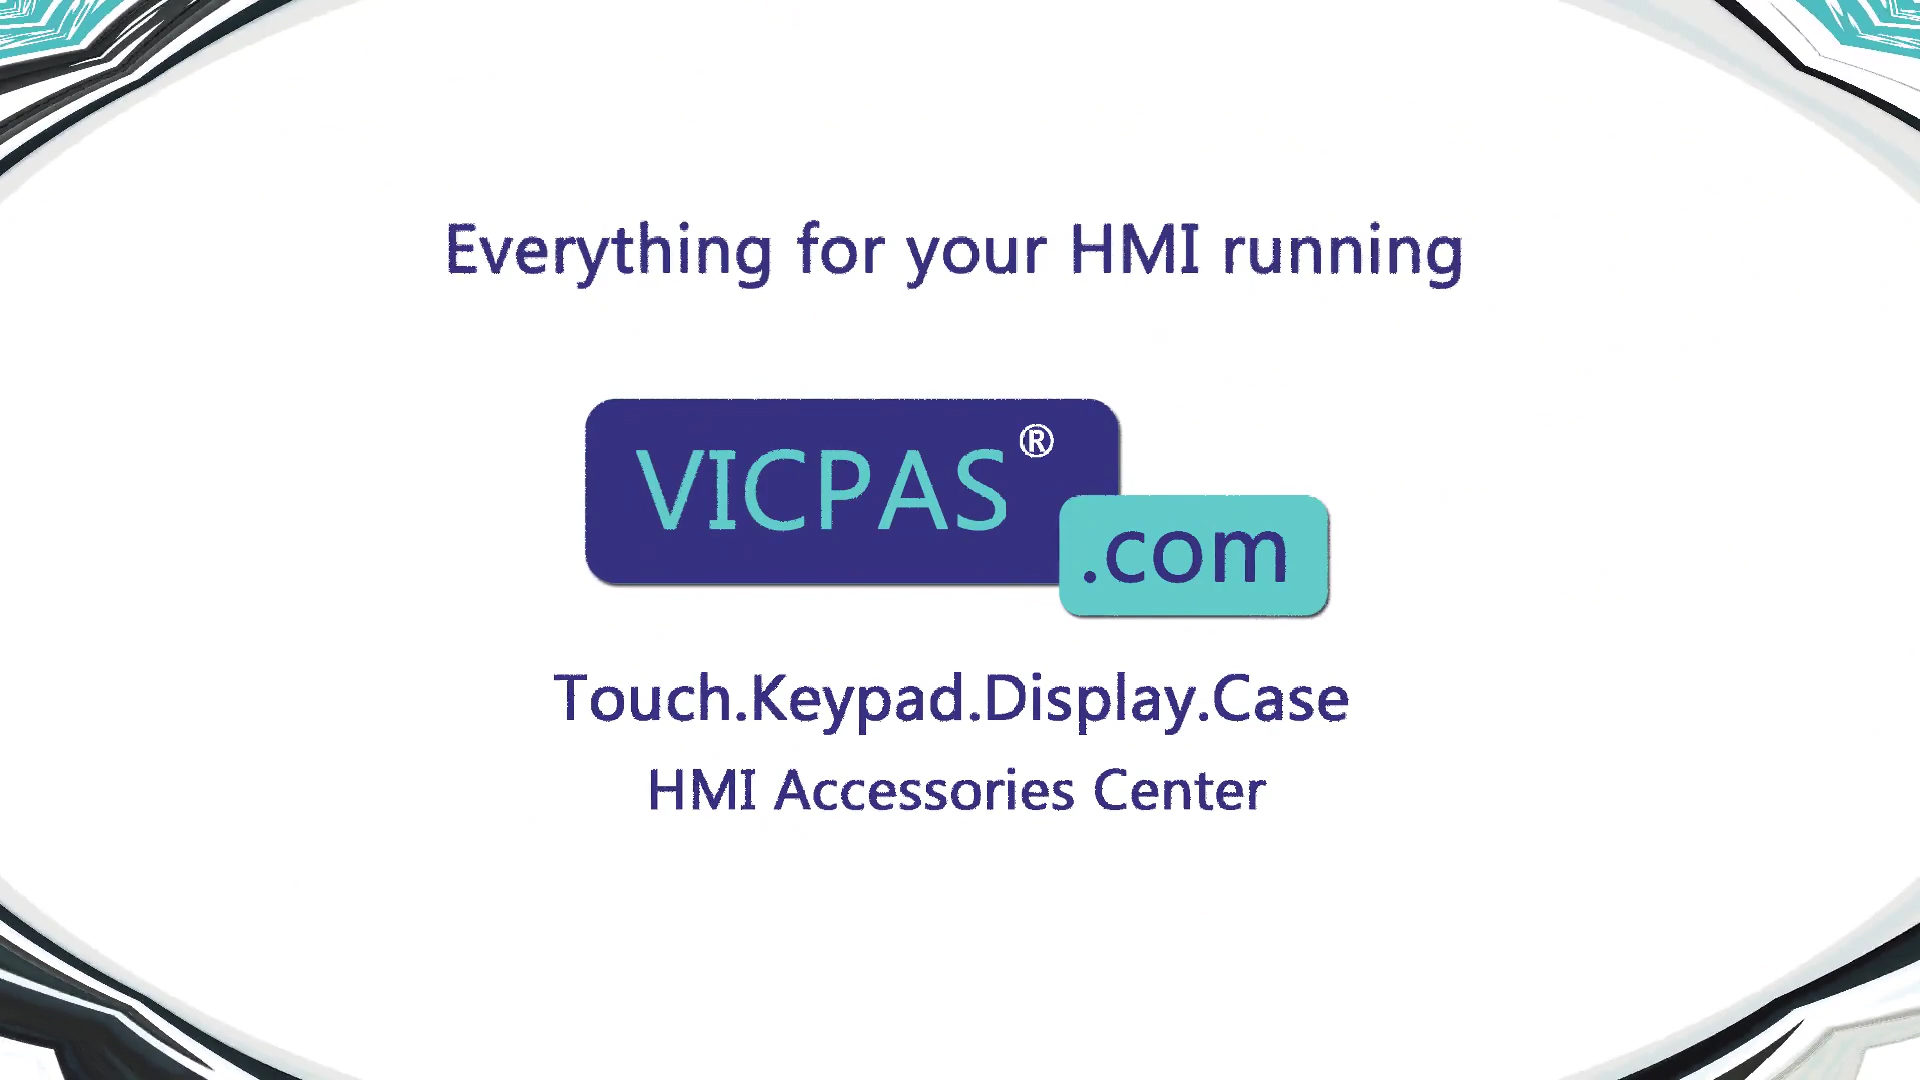 Everything for your HMI running
VICPAS®
.com
Touch.Keypad.Display.Case
HMI Accessories Center